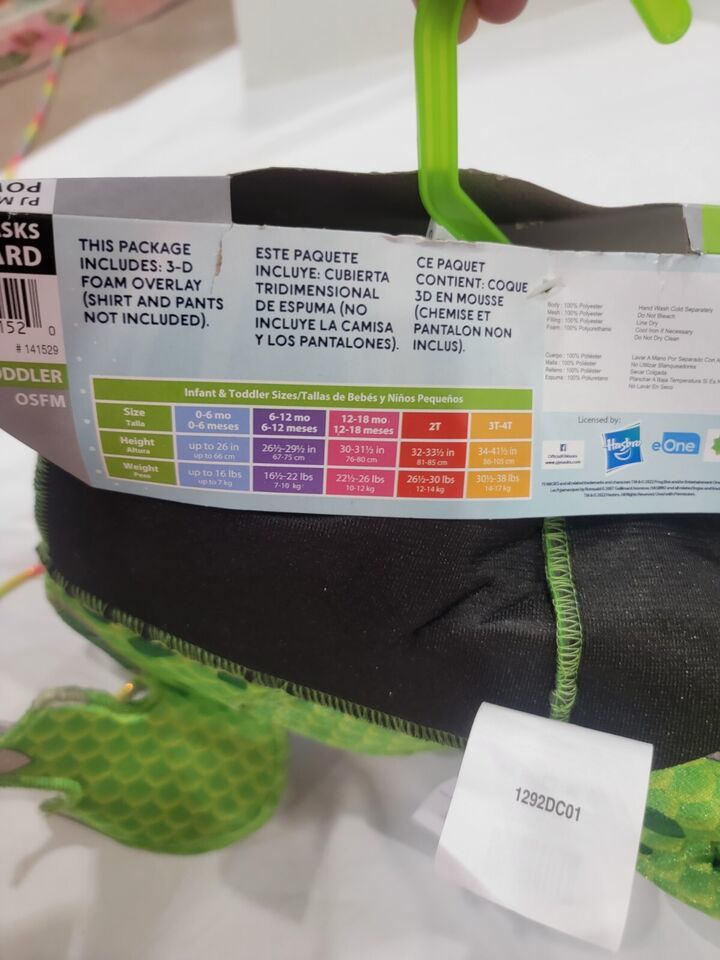 PJ M
PO
SKS
ARD
152 0
# 141529
ODDLER
OSFM
THIS PACKAGE
INCLUDES: 3-D
FOAM OVERLAY
(SHIRT AND PANTS
NOT INCLUDED).
ESTE PAQUETE
INCLUYE: CUBIERTA
TRIDIMENSIONAL
DE ESPUMA (NO
INCLUYE LA CAMISA
Y LOS PANTALONES).
CE PAQUET
CONTIENT: COQUE
3D EN MOUSSE
(CHEMISE ET
PANTALON NON
INCLUS).
Body: 100% Polyester
Mesh: 100% Polyester
Filling: 100% Polyester
Foam: 100% Polyurethane
Hand Wash Cold Separately
Do Not Bleach
Line Dry
Cool Iron if Necessary
Do Not Dry Clean
Cuerpo: 100% Poliéster
Malla: 100% Poliéster
Relleno: 100% Poliéster
Espuma: 100% Poliuretano
Lavar A Mano Por Separado Con
No Utilizar Blanqueadores
Secar Colgada
Planchar A Baja Temperatura Si Es
No Lavar En Seco
Infant & Toddler Sizes/Tallas de Bebés y Niños Pequeños
Size 0-6 mo 6-12 mo 12-18 mo 2T 3T-4T
Talla 0-6 meses 6-12 meses 12-18 meses
Height up to 26 in 26½-29½ in 30-31½ in 32-33½ in 34-41½ in
Altura up to 66 cm 67-75 cm 76-80 cm 81-85 cm 86-105 cm
Weight up to 16 lbs 16½-22 lbs 22½-26 lbs 26½-30 lbs 30½-38 lbs
Peso up to 7 kg 7-10 kg 10-12 kg 12-14 kg 14-17 kg
Licensed by:
f
Hasbro
eOne
1292DC01